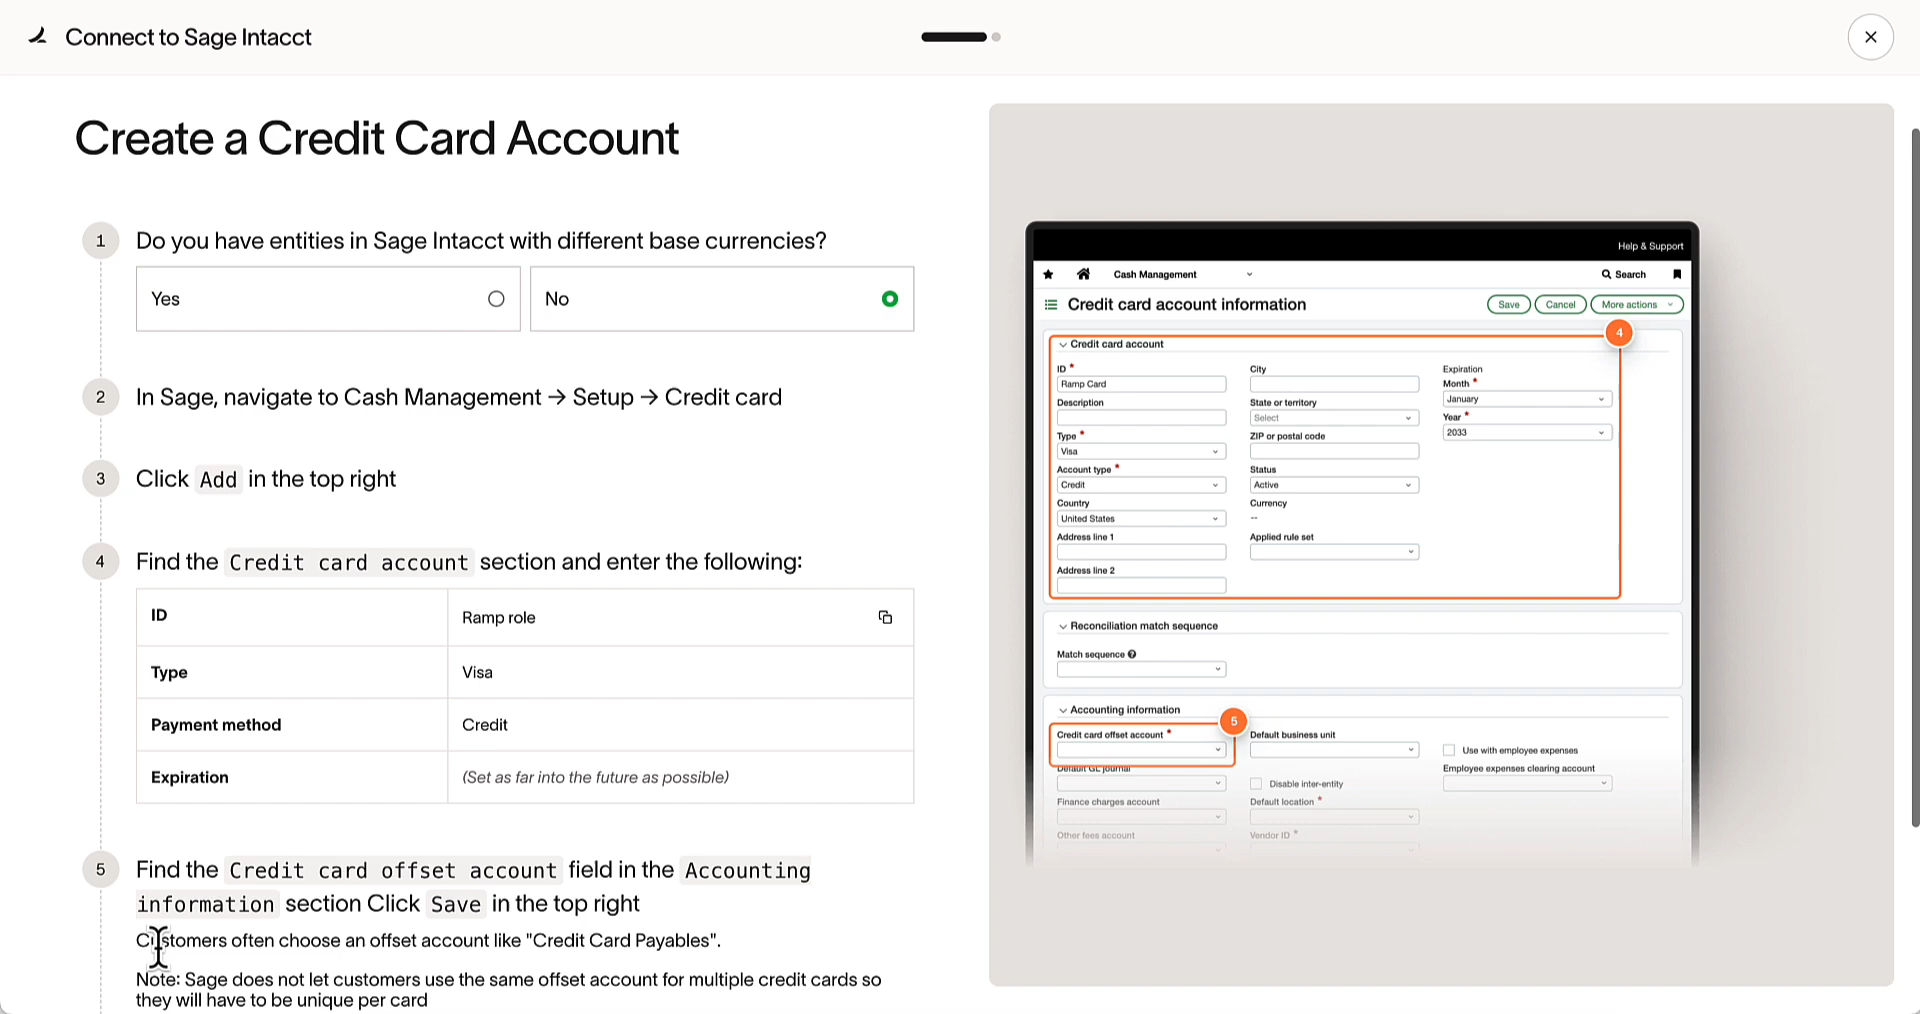 Connect to Sage Intacct
Create a Credit Card Account
1
Do you have entities in Sage Intacct with different base currencies?
Yes
No
2
In Sage, navigate to Cash Management → Setup → Credit card
3
Click Add in the top right
4
Find the Credit card account section and enter the following:
ID
Ramp role
Type
Visa
Payment method
Credit
Expiration
(Set as far into the future as possible)
5
Find the Credit card offset account field in the Accounting
information section Click Save in the top right
Customers often choose an offset account like "Credit Card Payables".
Note: Sage does not let customers use the same offset account for multiple credit cards so
they will have to be unique per card
Help & Support
Cash Management
Search
Credit card account information
Save
Cancel
More actions
4
Credit card account
ID *
Ramp Card
Description
Type *
Visa
Account type *
Credit
Country
United States
Address line 1
Address line 2
City
State or territory
Select
ZIP or postal code
Status
Active
Currency
--
Applied rule set
Expiration
Month *
January
Year *
2033
Reconciliation match sequence
Match sequence
Accounting information
5
Credit card offset account *
Default GL journal
Finance charges account
Other fees account
Default business unit
Disable inter-entity
Default location *
Vendor ID *
Use with employee expenses
Employee expenses clearing account